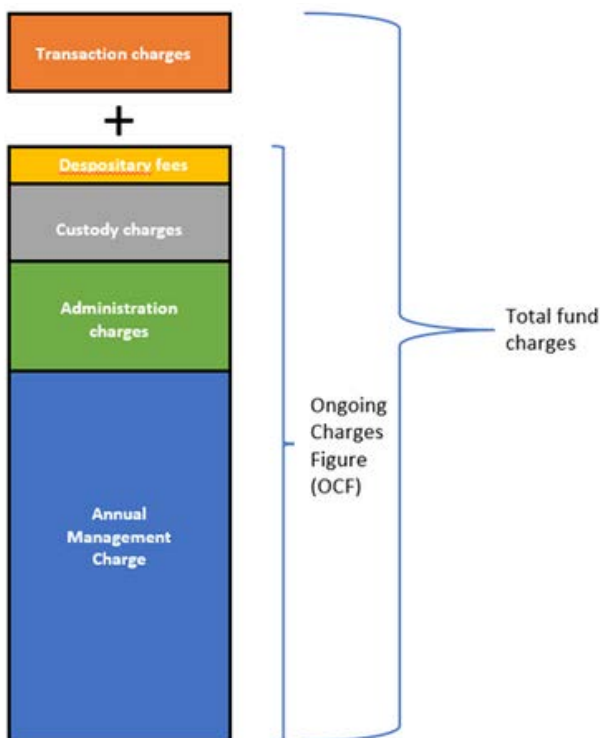 Transaction charges
+
Despositary fees
Custody charges
Administration
charges
Annual
Management
Charge
Ongoing
Charges
Figure
(OCF)
Total fund
charges